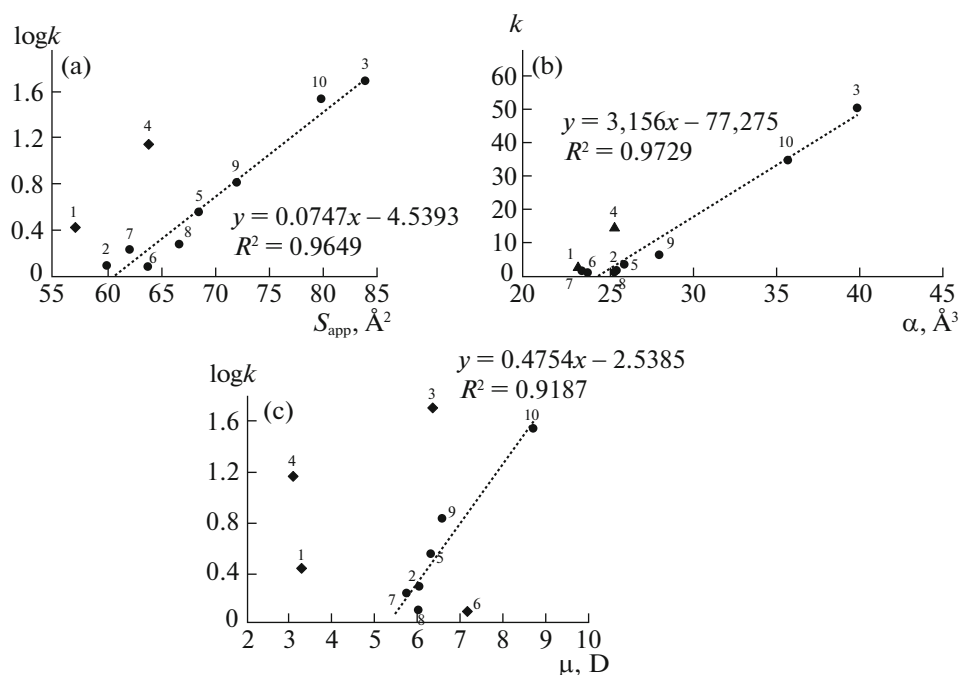 logk
(a)
1.6
1.2
0.8
0.4
0
55 60 65 70 75 80 85
S_app, Å²
1
2
7
4
6
8
5
9
10
3
y = 0.0747x – 4.5393
R² = 0.9649
k
(b)
60
50
40
30
20
10
0
20 25 30 35 40 45
α, Å³
y = 3,156x – 77,275
R² = 0.9729
1
7
6
4
2
5
8
9
10
3
logk
(c)
1.6
1.2
0.8
0.4
0
2 3 4 5 6 7 8 9 10
μ, D
y = 0.4754x – 2.5385
R² = 0.9187
4
1
3
10
9
5
2
7
8
6